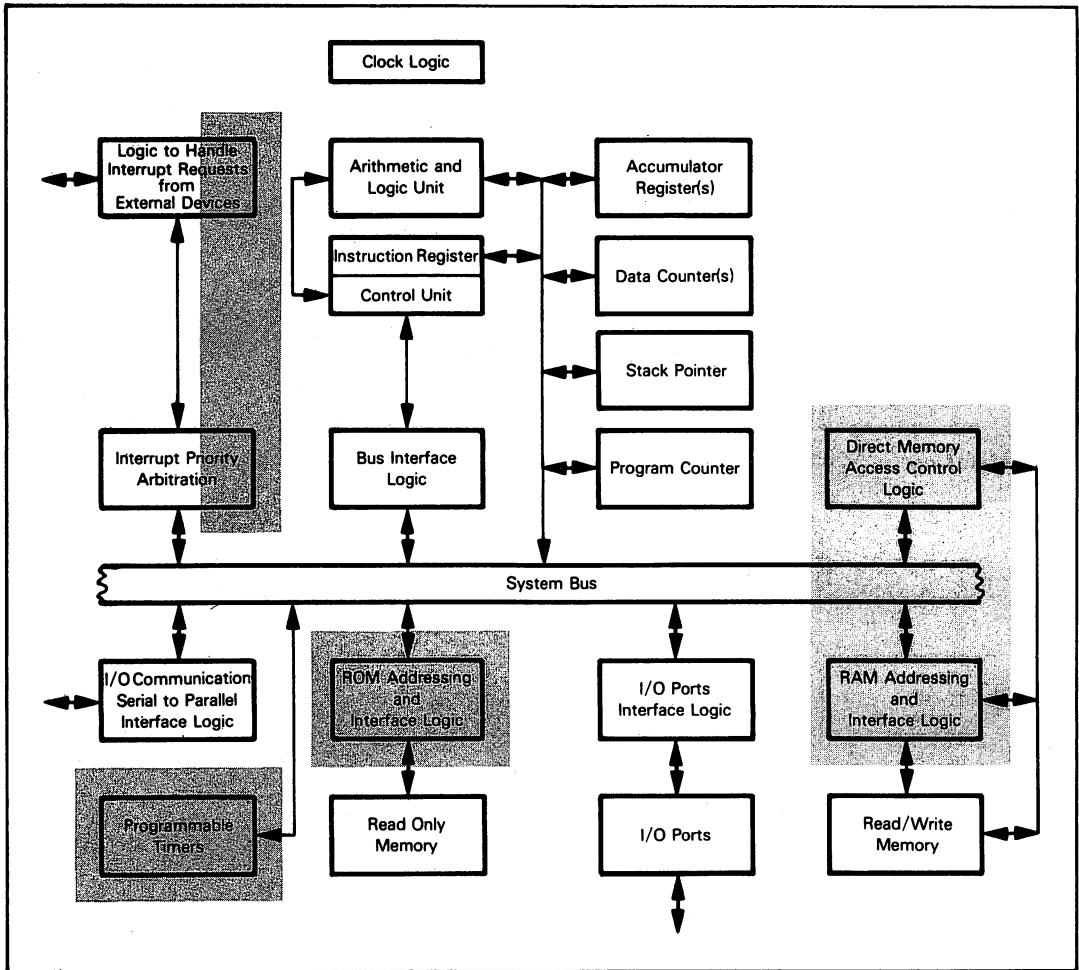 Clock Logic
Logic to Handle
Interrupt Requests
from
External Devices
Arithmetic and
Logic Unit
Accumulator
Register(s)
Instruction Register
Control Unit
Data Counter(s)
Stack Pointer
Interrupt Priority
Arbitration
Bus Interface
Logic
Program Counter
Direct Memory
Access Control
Logic
System Bus
I/O Communication
Serial to Parallel
Interface Logic
ROM Addressing
and
Interface Logic
I/O Ports
Interface Logic
RAM Addressing
and
Interface Logic
Programmable
Timers
Read Only
Memory
I/O Ports
Read/Write
Memory